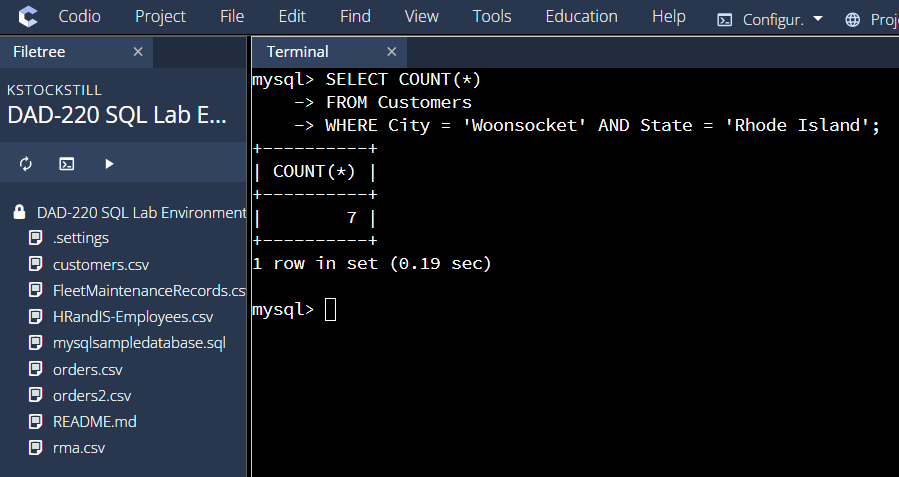 Codio Project File Edit Find View Tools Education Help Configur. Proj
Filetree ×
KSTOCKSTILL
DAD-220 SQL Lab E...
DAD-220 SQL Lab Environment
.settings
customers.csv
FleetMaintenanceRecords.cs
HRandIS-Employees.csv
mysqlsampledatabase.sql
orders.csv
orders2.csv
README.md
rma.csv
Terminal ×
mysql> SELECT COUNT(*)
    -> FROM Customers
    -> WHERE City = 'Woonsocket' AND State = 'Rhode Island';
+----------+
| COUNT(*) |
+----------+
|        7 |
+----------+
1 row in set (0.19 sec)
mysql>